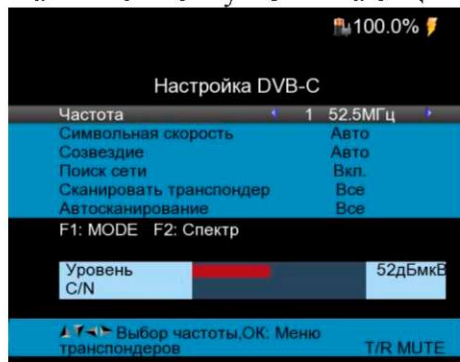 100.0%
Настройка DVB-C
Частота 1 52.5МГц
Символьная скорость Авто
Созвездие Авто
Поиск сети Вкл.
Сканировать транспондер Все
Автосканирование Все
F1: MODE F2: Спектр
Уровень 52дБмкВ
C/N
Выбор частоты,ОК: Меню
транспондеров T/R MUTE